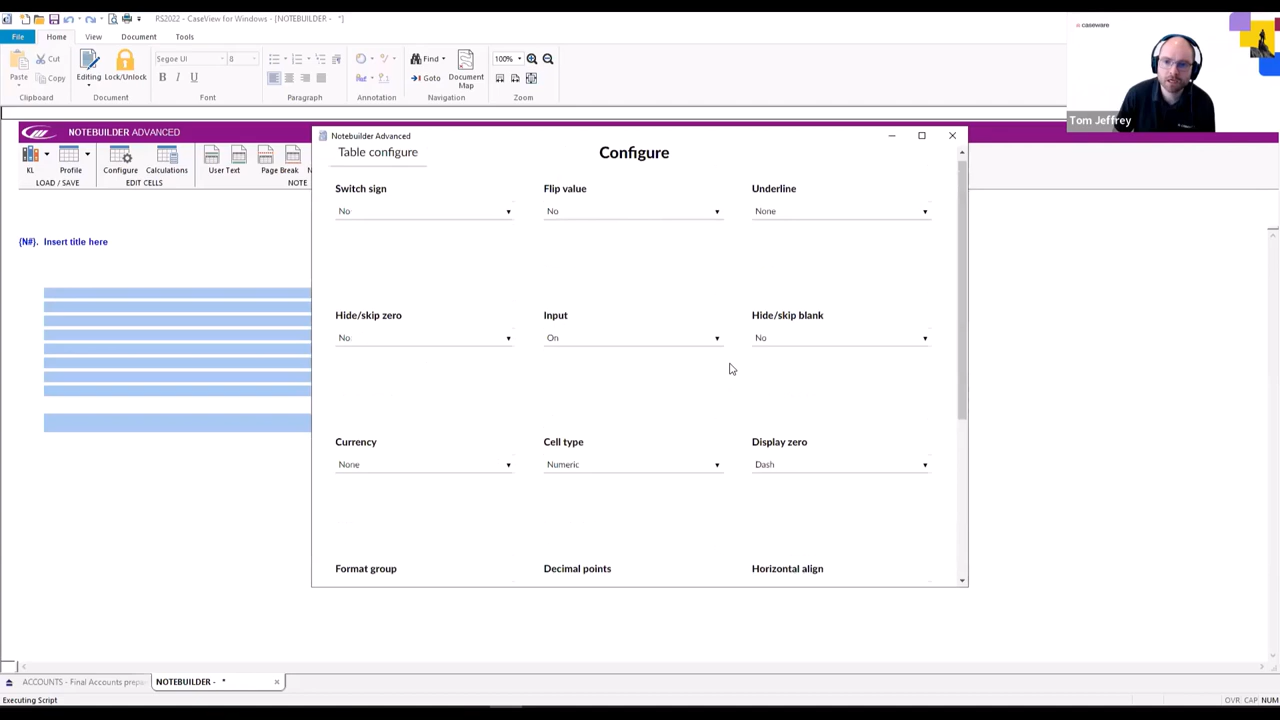 RS2022 - CaseView for Windows - [NOTEBUILDER - *]
File Home View Document Tools
Paste Cut Copy Editing Lock/Unlock Segoe UI 8 B I U Find Goto Document Map 100%
Clipboard Document Font Paragraph Annotation Navigation Zoom
caseware
Tom Jeffrey
NOTEBUILDER ADVANCED
KL Profile Configure Calculations User Text Page Break
LOAD / SAVE EDIT CELLS NOTE
{N#}. Insert title here
Notebuilder Advanced
Table configure
Configure
Switch sign Flip value Underline
No No None
Hide/skip zero Input Hide/skip blank
No On No
Currency Cell type Display zero
None Numeric Dash
Format group Decimal points Horizontal align
ACCOUNTS - Final Accounts prepa NOTEBUILDER - *
Executing Script OVR CAP NUM